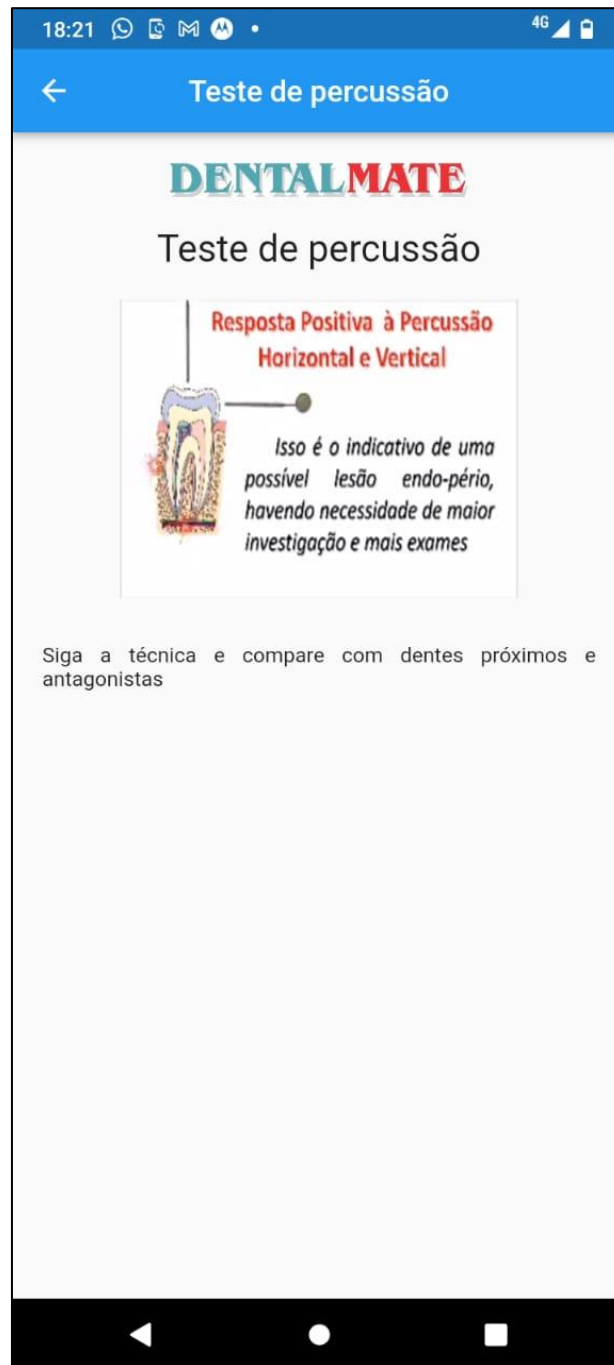 18:21
4G
Teste de percussão
DENTALMATE
Teste de percussão
Resposta Positiva à Percussão
Horizontal e Vertical
Isso é o indicativo de uma
possível lesão endo-pério,
havendo necessidade de maior
investigação e mais exames
Siga a técnica e compare com dentes próximos e
antagonistas